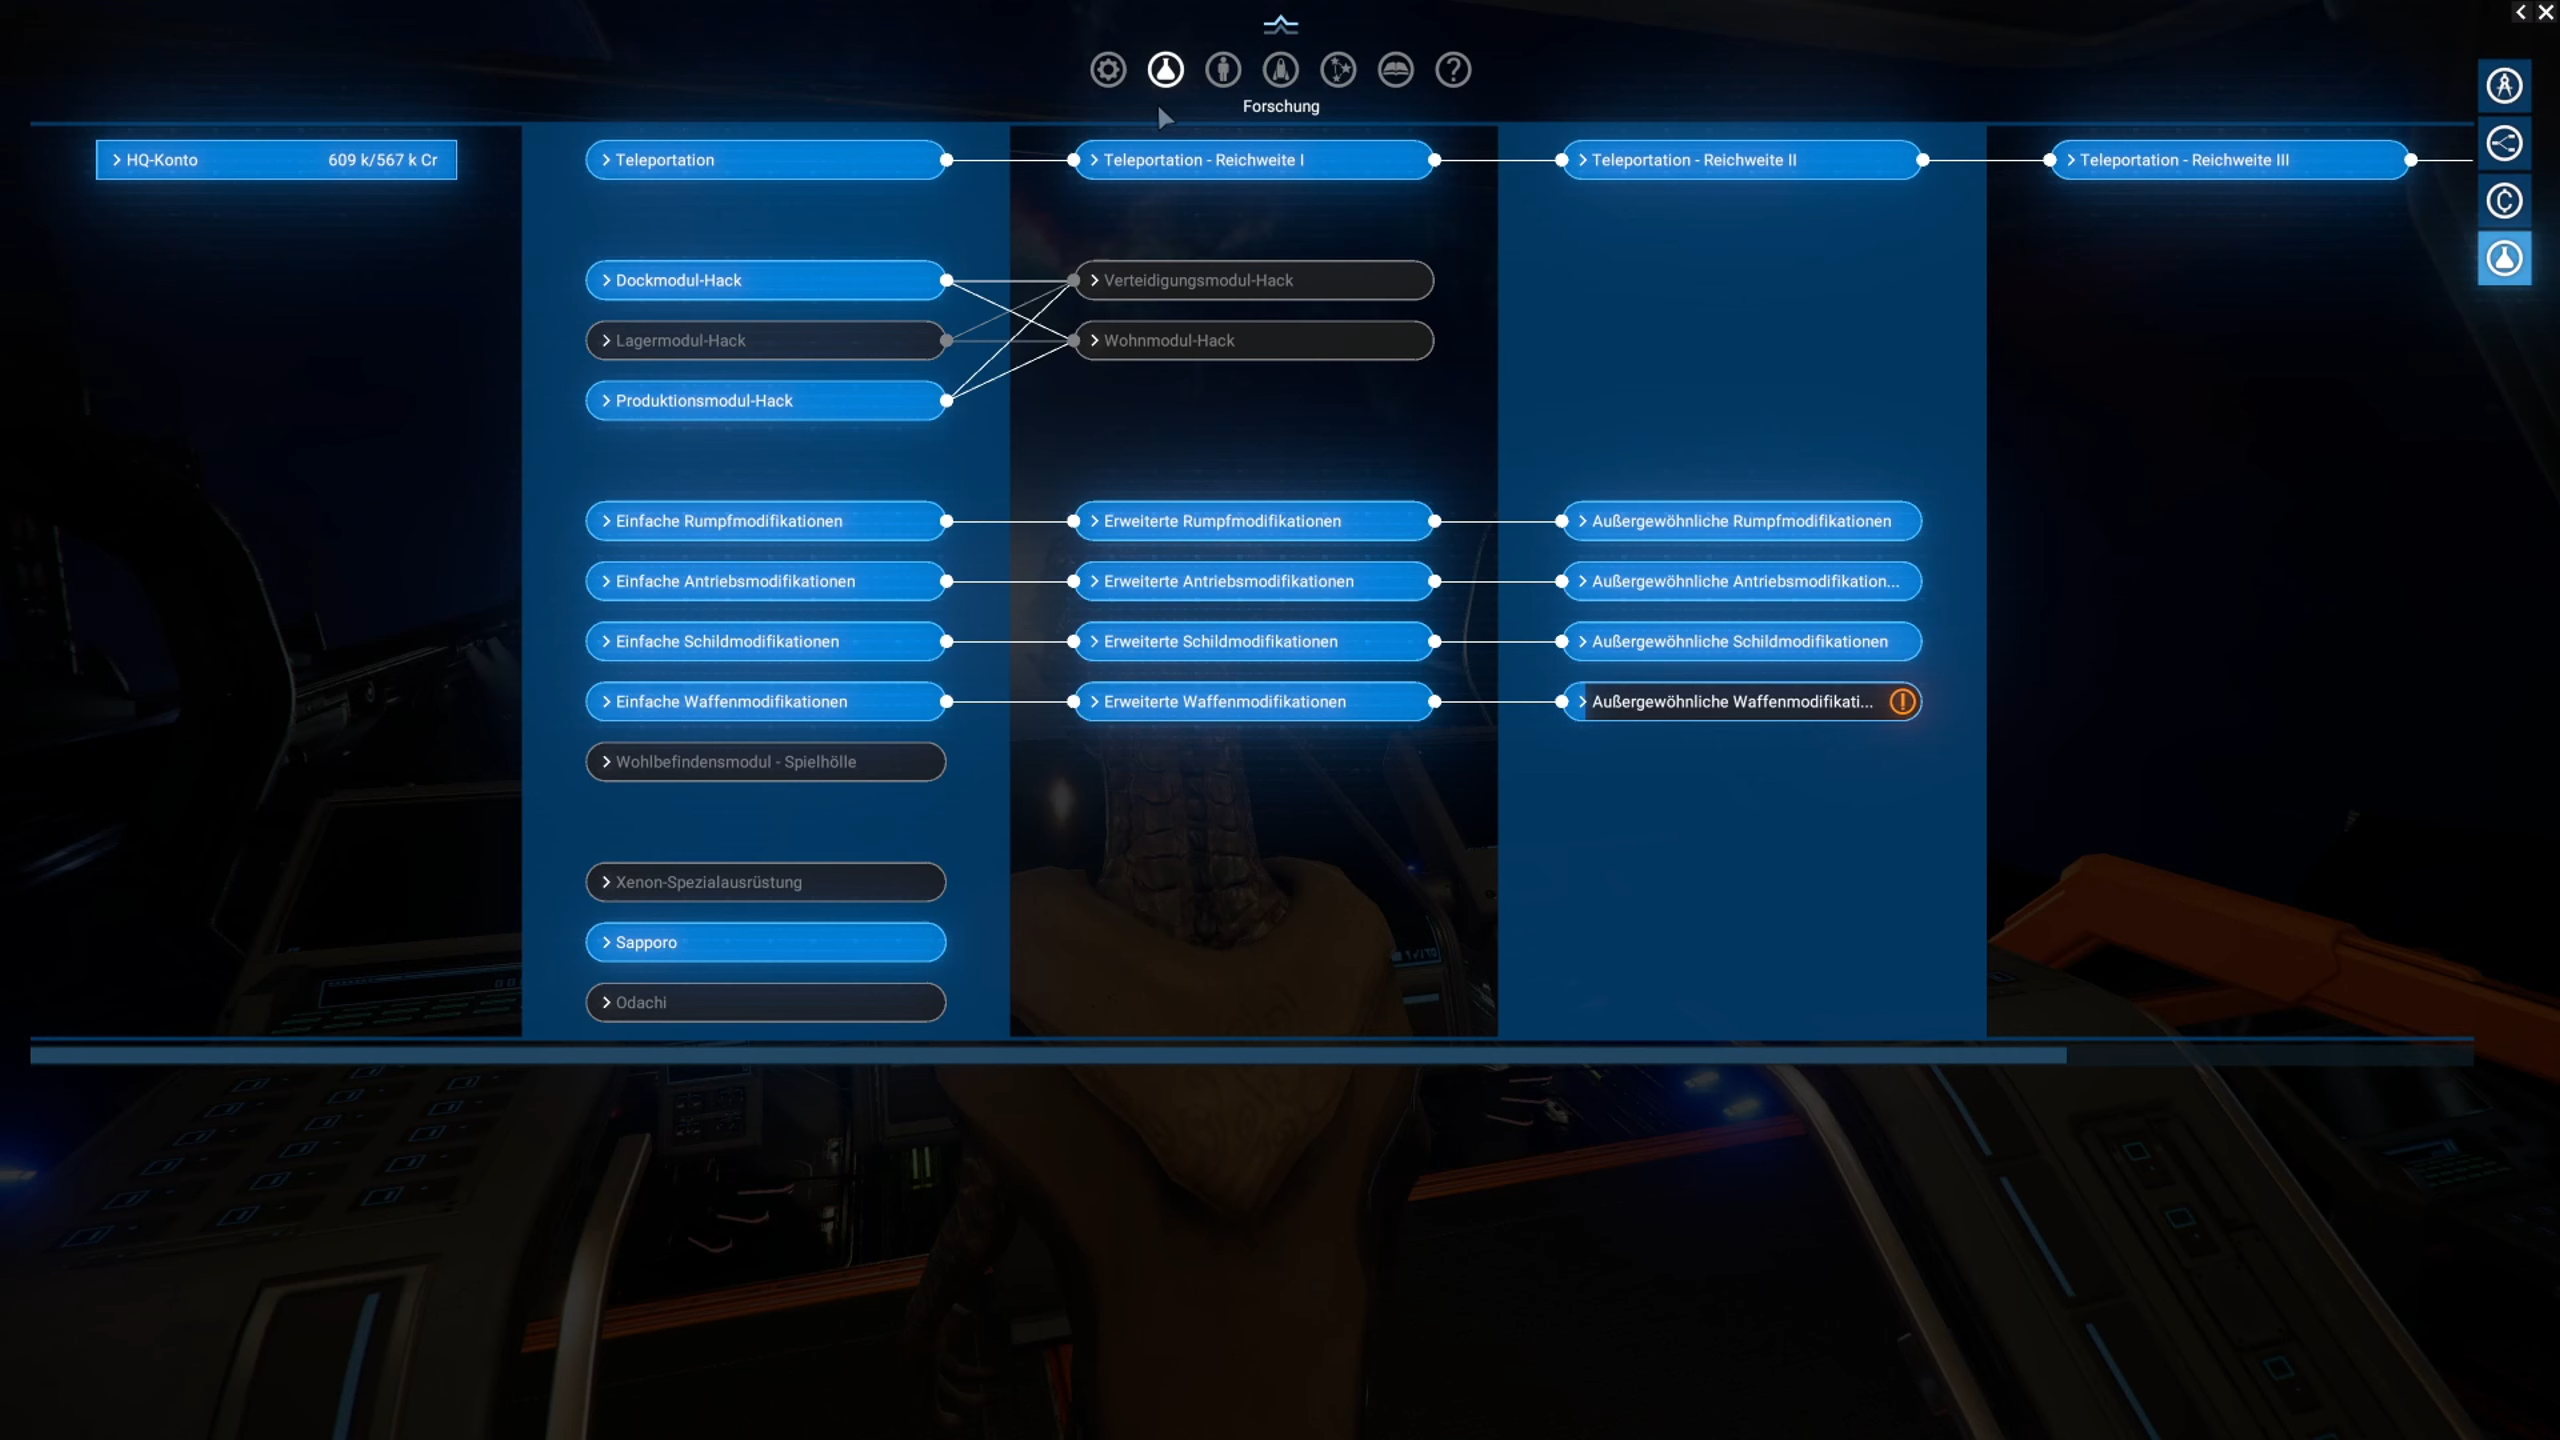 Forschung
HQ-Konto 609 k/567 k Cr
Teleportation
Teleportation - Reichweite I
Teleportation - Reichweite II
Teleportation - Reichweite III
Dockmodul-Hack
Verteidigungsmodul-Hack
Lagermodul-Hack
Wohnmodul-Hack
Produktionsmodul-Hack
Einfache Rumpfmodifikationen
Erweiterte Rumpfmodifikationen
Außergewöhnliche Rumpfmodifikationen
Einfache Antriebsmodifikationen
Erweiterte Antriebsmodifikationen
Außergewöhnliche Antriebsmodifikation...
Einfache Schildmodifikationen
Erweiterte Schildmodifikationen
Außergewöhnliche Schildmodifikationen
Einfache Waffenmodifikationen
Erweiterte Waffenmodifikationen
Außergewöhnliche Waffenmodifikati...
Wohlbefindensmodul - Spielhölle
Xenon-Spezialausrüstung
Sapporo
Odachi